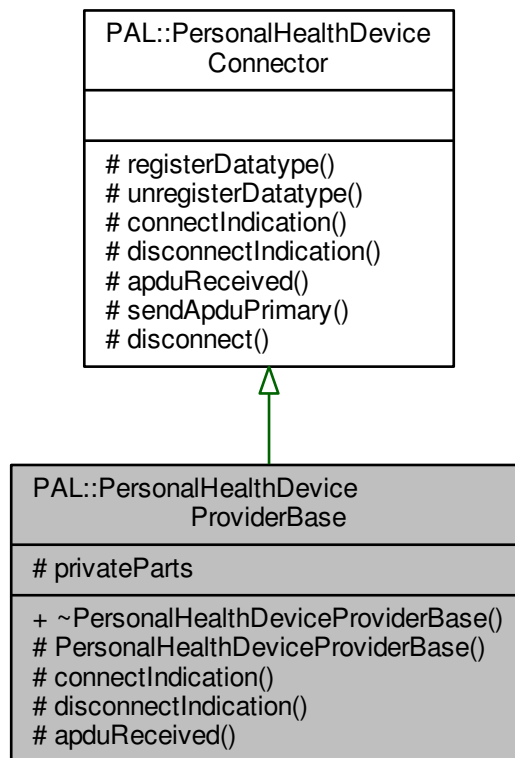 PAL::PersonalHealthDevice
Connector
# registerDatatype()
# unregisterDatatype()
# connectIndication()
# disconnectIndication()
# apduReceived()
# sendApduPrimary()
# disconnect()
PAL::PersonalHealthDevice
ProviderBase
# privateParts
+ ~PersonalHealthDeviceProviderBase()
# PersonalHealthDeviceProviderBase()
# connectIndication()
# disconnectIndication()
# apduReceived()